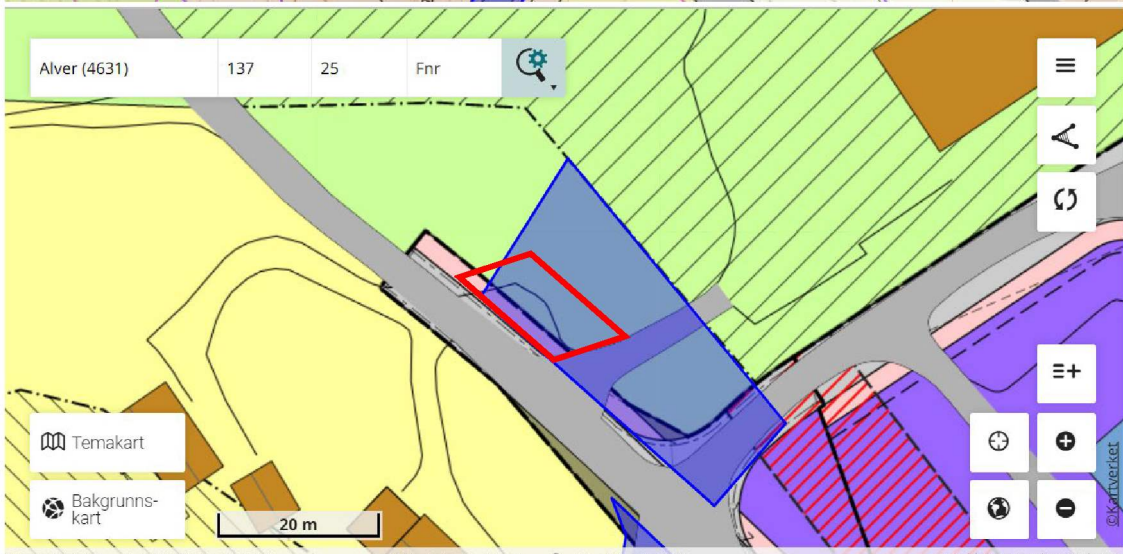 Alver (4631) 137 25 Fnr
Temakart
Bakgrunns-
kart
20 m
©Kartverket